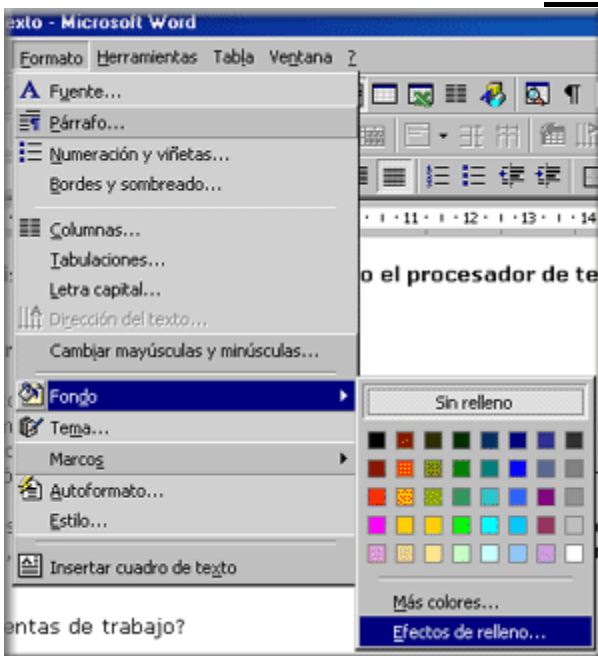 exto - Microsoft Word
Formato Herramientas Tabla Ventana ?
Fuente...
Párrafo...
Numeración y viñetas...
Bordes y sombreado...
· 11 · ı · 12 · ı · 13 · ı · 14
Columnas...
Tabulaciones...
o el procesador de te
Letra capital...
Dirección del texto...
Cambiar mayúsculas y minúsculas...
Fondo
Sin relleno
Tema...
Marcos
Autoformato...
Estilo...
Insertar cuadro de texto
Más colores...
entas de trabajo?
Efectos de relleno...